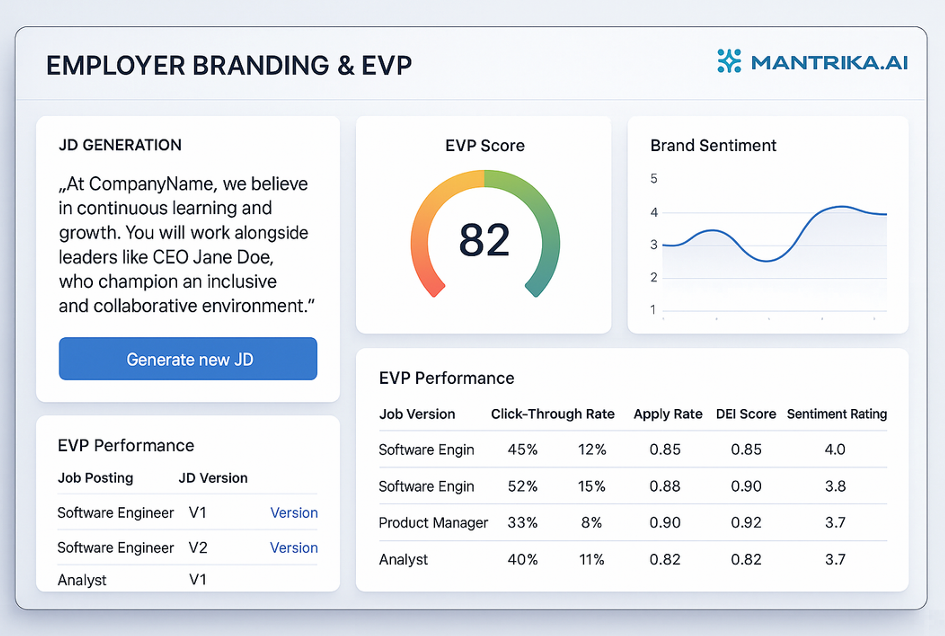 EMPLOYER BRANDING & EVP
MANTRIKA.AI
JD GENERATION
„At CompanyName, we believe
in continuous learning and
growth. You will work alongside
leaders like CEO Jane Doe,
who champion an inclusive
and collaborative environment.”
Generate new JD
EVP Score
82
Brand Sentiment
5
4
3
2
1
EVP Performance
Job Posting JD Version
Software Engineer V1 Version
Software Engineer V2 Version
Analyst V1
EVP Performance
Job Version Click-Through Rate Apply Rate DEI Score Sentiment Rating
Software Engin 45% 12% 0.85 0.85 4.0
Software Engin 52% 15% 0.88 0.90 3.8
Product Manager 33% 8% 0.90 0.92 3.7
Analyst 40% 11% 0.82 0.82 3.7